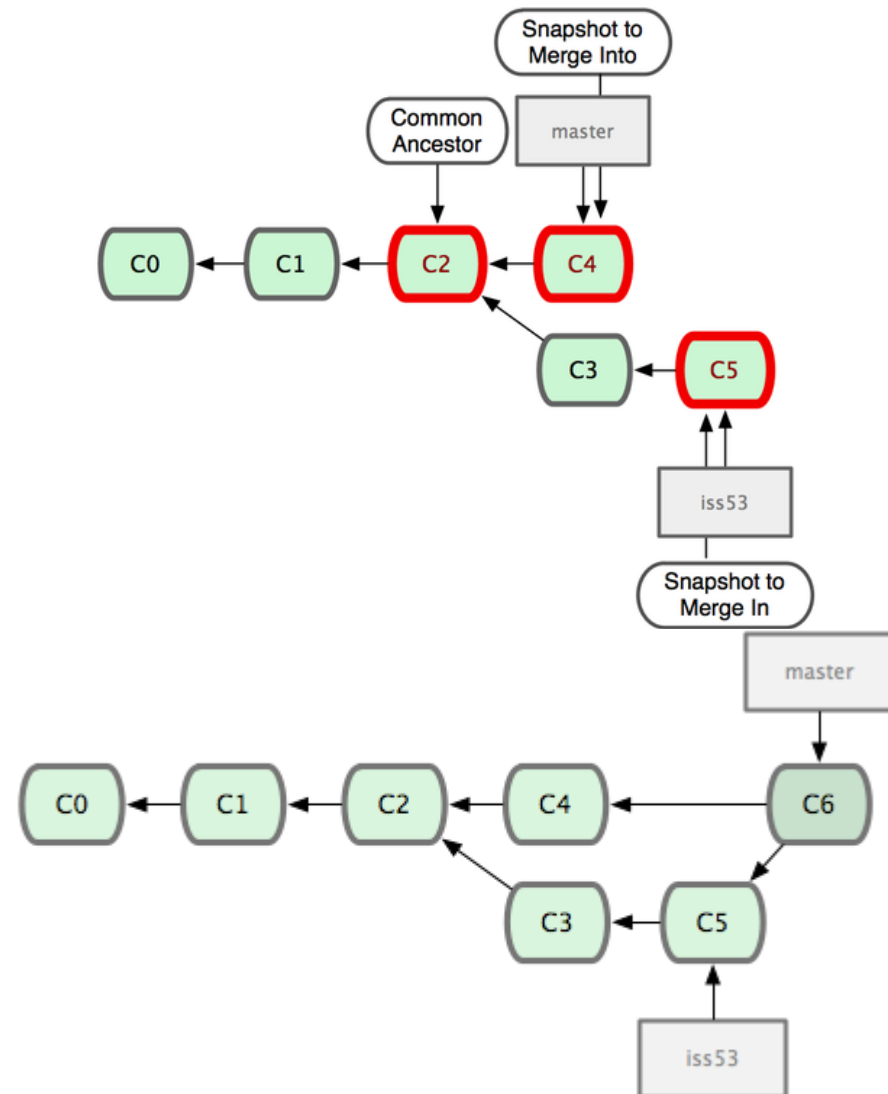 Snapshot to
Merge Into
Common
Ancestor
master
C0
C1
C2
C4
C3
C5
iss53
Snapshot to
Merge In
master
C0
C1
C2
C4
C6
C3
C5
iss53